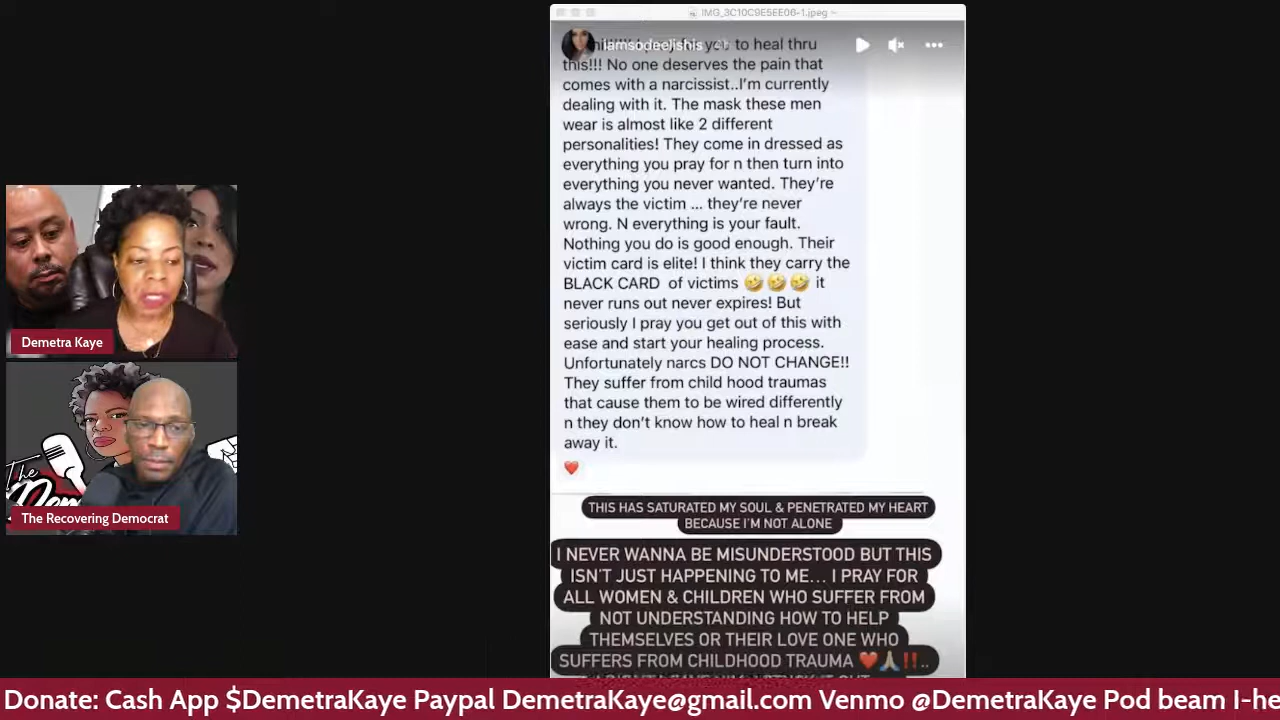 IMG_3C10C9E5EE06-1.jpeg
iamsodeelishis
you to heal thru
this!!! No one deserves the pain that
comes with a narcissist..I'm currently
dealing with it. The mask these men
wear is almost like 2 different
personalities! They come in dressed as
everything you pray for n then turn into
everything you never wanted. They're
always the victim ... they're never
wrong. N everything is your fault.
Nothing you do is good enough. Their
victim card is elite! I think they carry the
BLACK CARD of victims 🤣🤣🤣 it
never runs out never expires! But
seriously I pray you get out of this with
ease and start your healing process.
Unfortunately narcs DO NOT CHANGE!!
They suffer from child hood traumas
that cause them to be wired differently
n they don't know how to heal n break
away it.
❤️
THIS HAS SATURATED MY SOUL & PENETRATED MY HEART
BECAUSE I'M NOT ALONE
I NEVER WANNA BE MISUNDERSTOOD BUT THIS
ISN'T JUST HAPPENING TO ME... I PRAY FOR
ALL WOMEN & CHILDREN WHO SUFFER FROM
NOT UNDERSTANDING HOW TO HELP
THEMSELVES OR THEIR LOVE ONE WHO
SUFFERS FROM CHILDHOOD TRAUMA ❤️🙏🏽‼️..
Demetra Kaye
The
The Recovering Democrat
Donate: Cash App $DemetraKaye Paypal DemetraKaye@gmail.com Venmo @DemetraKaye Pod beam I-he